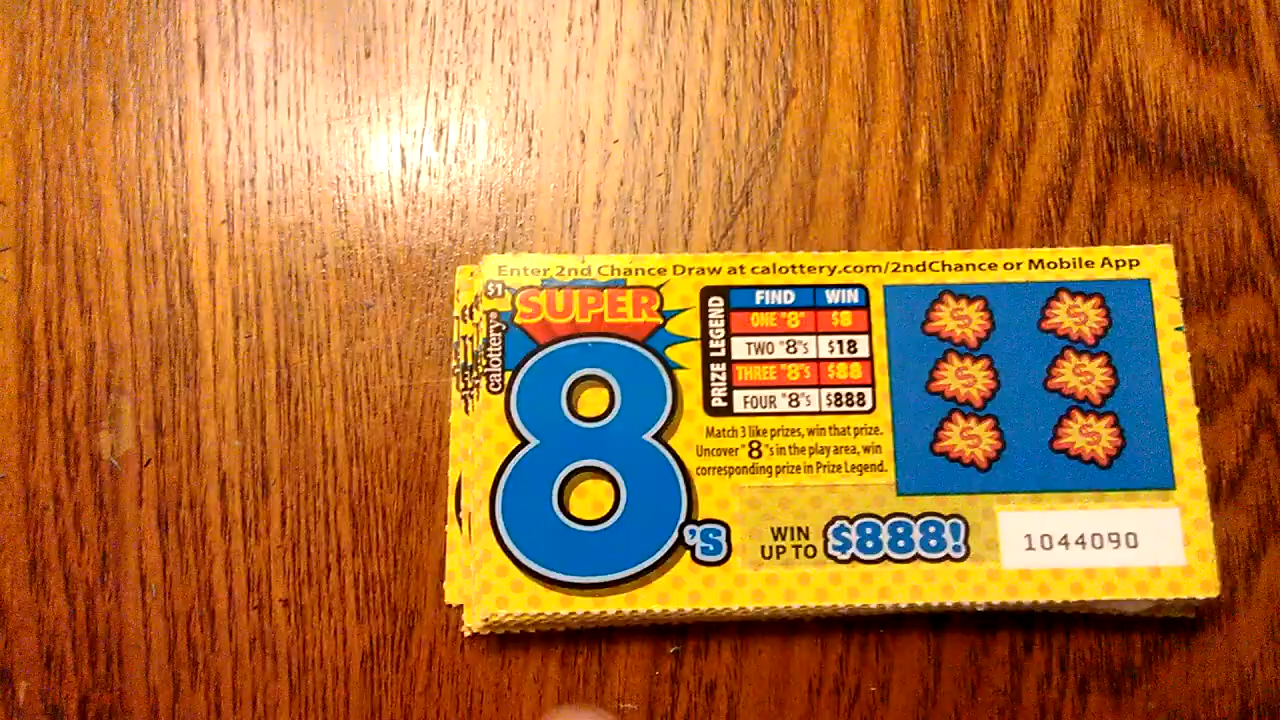 Enter 2nd Chance Draw at calottery.com/2ndChance or Mobile App
$1
calottery®
SUPER
8
'S
PRIZE LEGEND
FIND WIN
ONE "8" $8
TWO "8"s $18
THREE "8"s $88
FOUR "8"s $888
Match 3 like prizes, win that prize.
Uncover "8"s in the play area, win
corresponding prize in Prize Legend.
$ $
$ $
$ $
WIN
UP TO
$888!
1044090